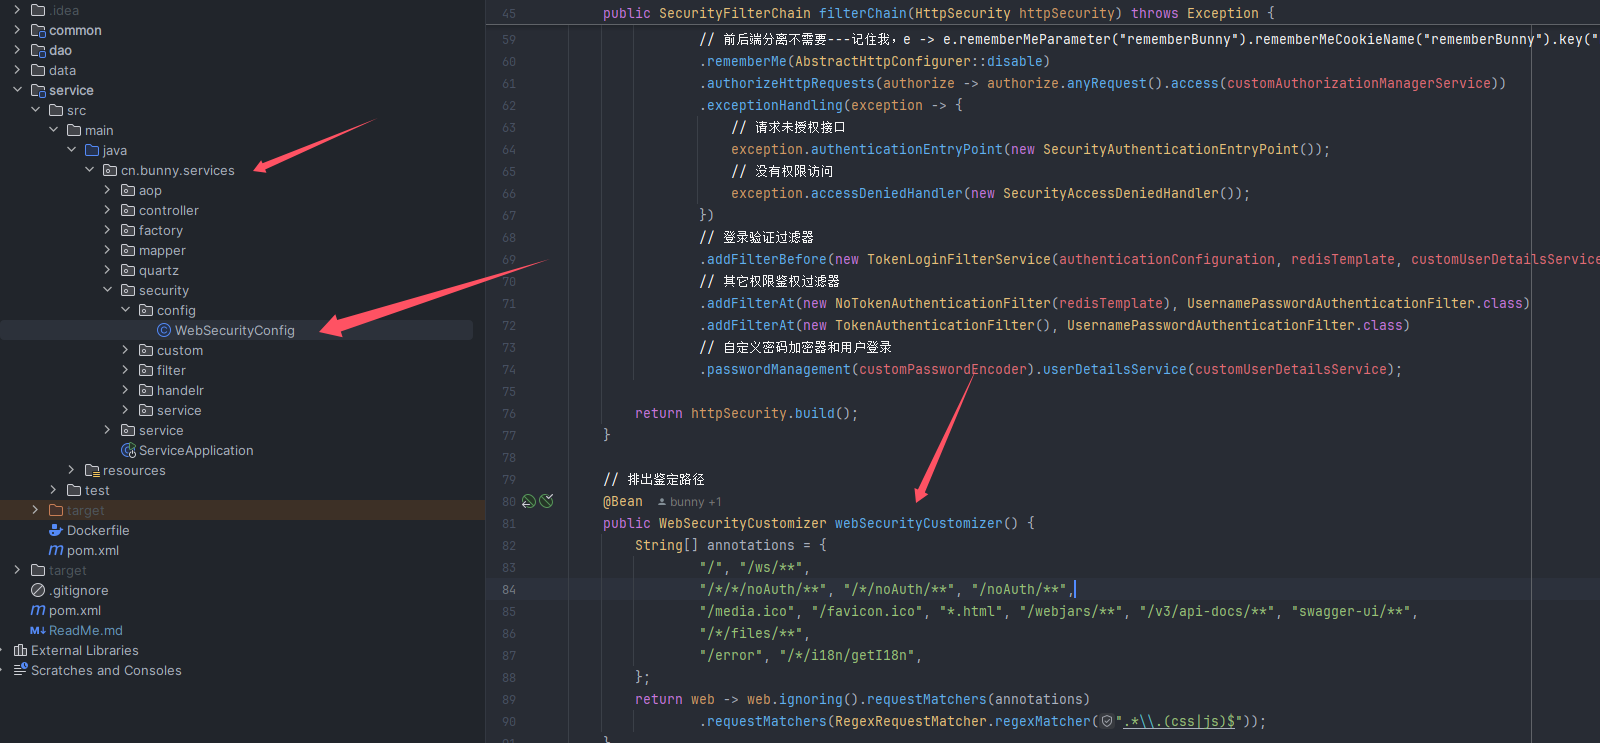 .idea
common
dao
data
service
src
main
java
cn.bunny.services
aop
controller
factory
mapper
quartz
security
config
WebSecurityConfig
custom
filter
handelr
service
service
ServiceApplication
resources
test
target
Dockerfile
pom.xml
target
.gitignore
pom.xml
ReadMe.md
External Libraries
Scratches and Consoles
45 public SecurityFilterChain filterChain(HttpSecurity httpSecurity) throws Exception {
59 // 前后端分离不需要---记住我，e -> e.rememberMeParameter("rememberBunny").rememberMeCookieName("rememberBunny").key("
60 .rememberMe(AbstractHttpConfigurer::disable)
61 .authorizeHttpRequests(authorize -> authorize.anyRequest().access(customAuthorizationManagerService))
62 .exceptionHandling(exception -> {
63 // 请求未授权接口
64 exception.authenticationEntryPoint(new SecurityAuthenticationEntryPoint());
65 // 没有权限访问
66 exception.accessDeniedHandler(new SecurityAccessDeniedHandler());
67 })
68 // 登录验证过滤器
69 .addFilterBefore(new TokenLoginFilterService(authenticationConfiguration, redisTemplate, customUserDetailsService
70 // 其它权限鉴权过滤器
71 .addFilterAt(new NoTokenAuthenticationFilter(redisTemplate), UsernamePasswordAuthenticationFilter.class)
72 .addFilterAt(new TokenAuthenticationFilter(), UsernamePasswordAuthenticationFilter.class)
73 // 自定义密码加密器和用户登录
74 .passwordManagement(customPasswordEncoder).userDetailsService(customUserDetailsService);
75
76 return httpSecurity.build();
77 }
78
79 // 排出鉴定路径
80 @Bean bunny +1
81 public WebSecurityCustomizer webSecurityCustomizer() {
82 String[] annotations = {
83 "/", "/ws/**",
84 "/*/*/noAuth/**", "/*/noAuth/**", "/noAuth/**",
85 "/media.ico", "/favicon.ico", "*.html", "/webjars/**", "/v3/api-docs/**", "swagger-ui/**",
86 "/*/files/**",
87 "/error", "/*/i18n/getI18n",
88 };
89 return web -> web.ignoring().requestMatchers(annotations)
90 .requestMatchers(RegexRequestMatcher.regexMatcher(".*\\.(css|js)$"));
91 }